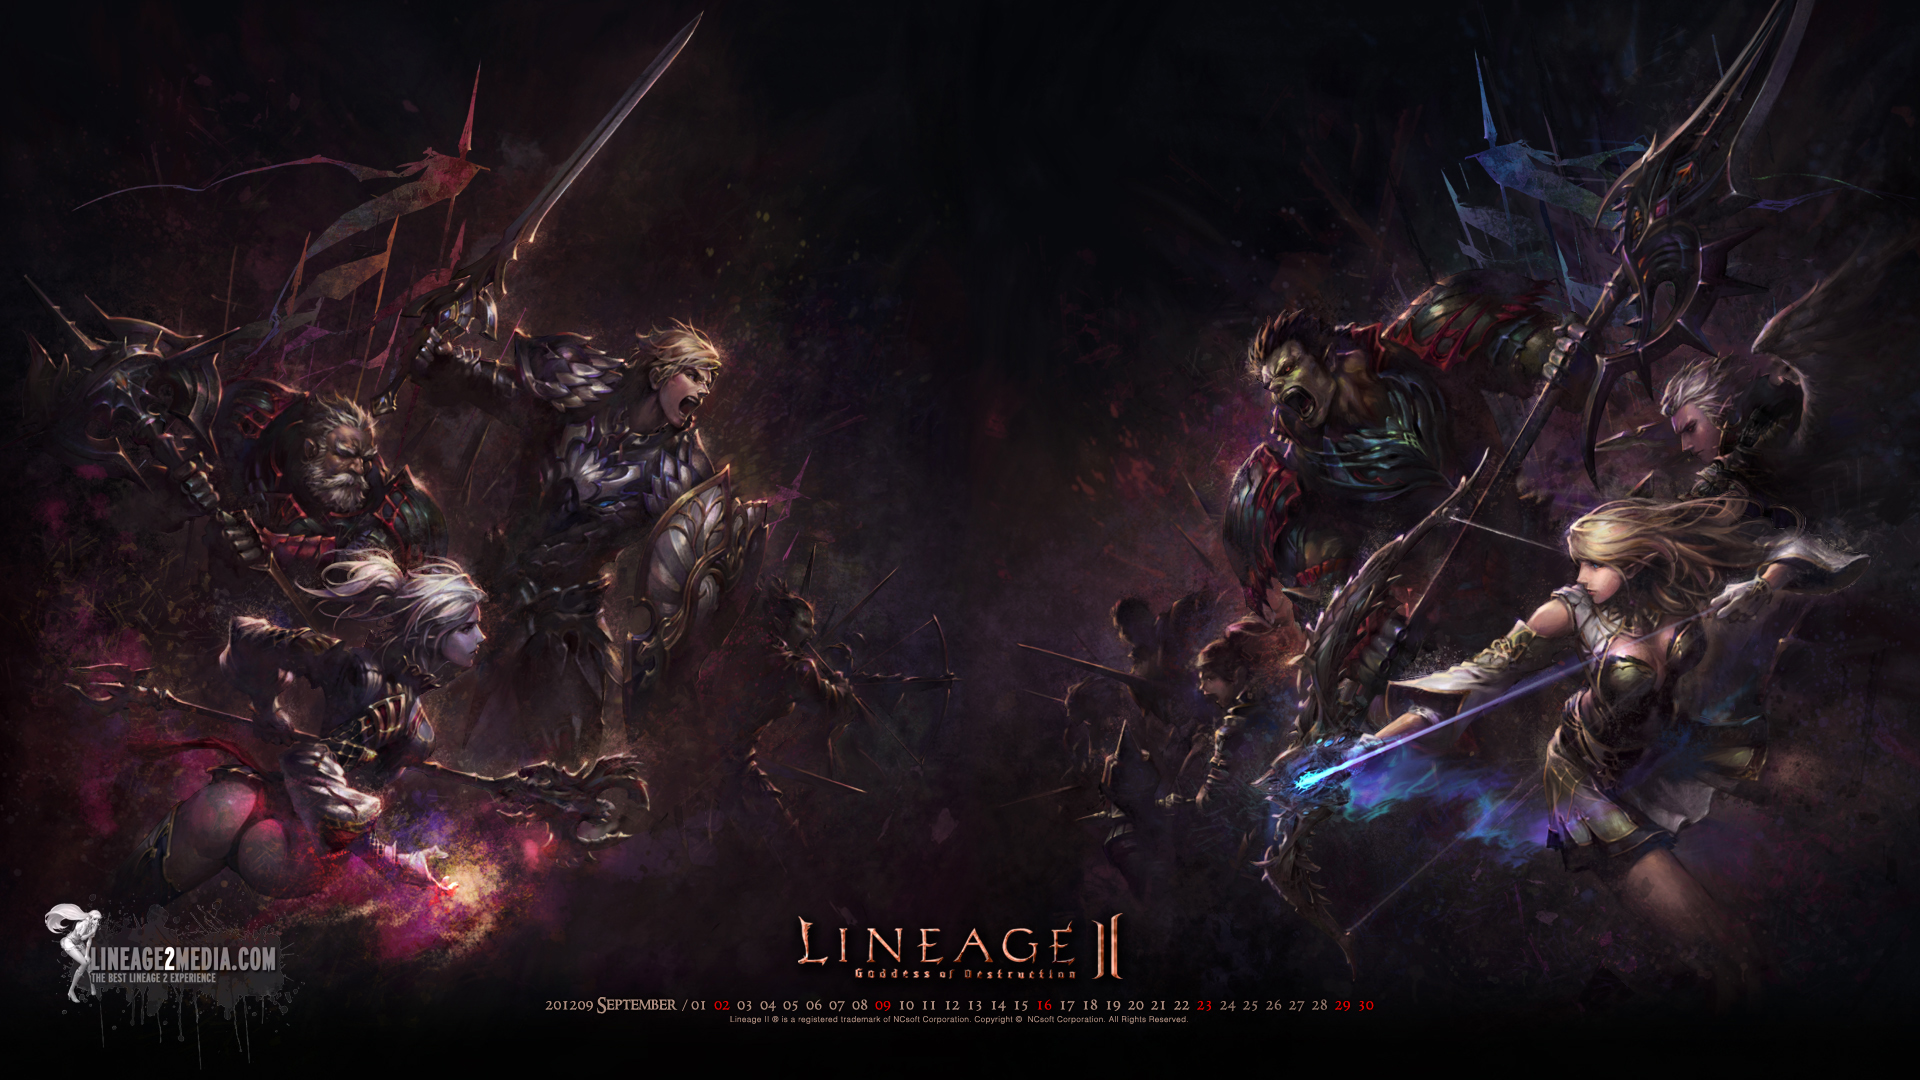 LINEAGE2MEDIA.COM
THE BEST LINEAGE 2 EXPERIENCE
LINEAGE II
Goddess of Destruction
201209 SEPTEMBER / 01 02 03 04 05 06 07 08 09 10 11 12 13 14 15 16 17 18 19 20 21 22 23 24 25 26 27 28 29 30
Lineage II ® is a registered trademark of NCsoft Corporation. Copyright © NCsoft Corporation. All Rights Reserved.